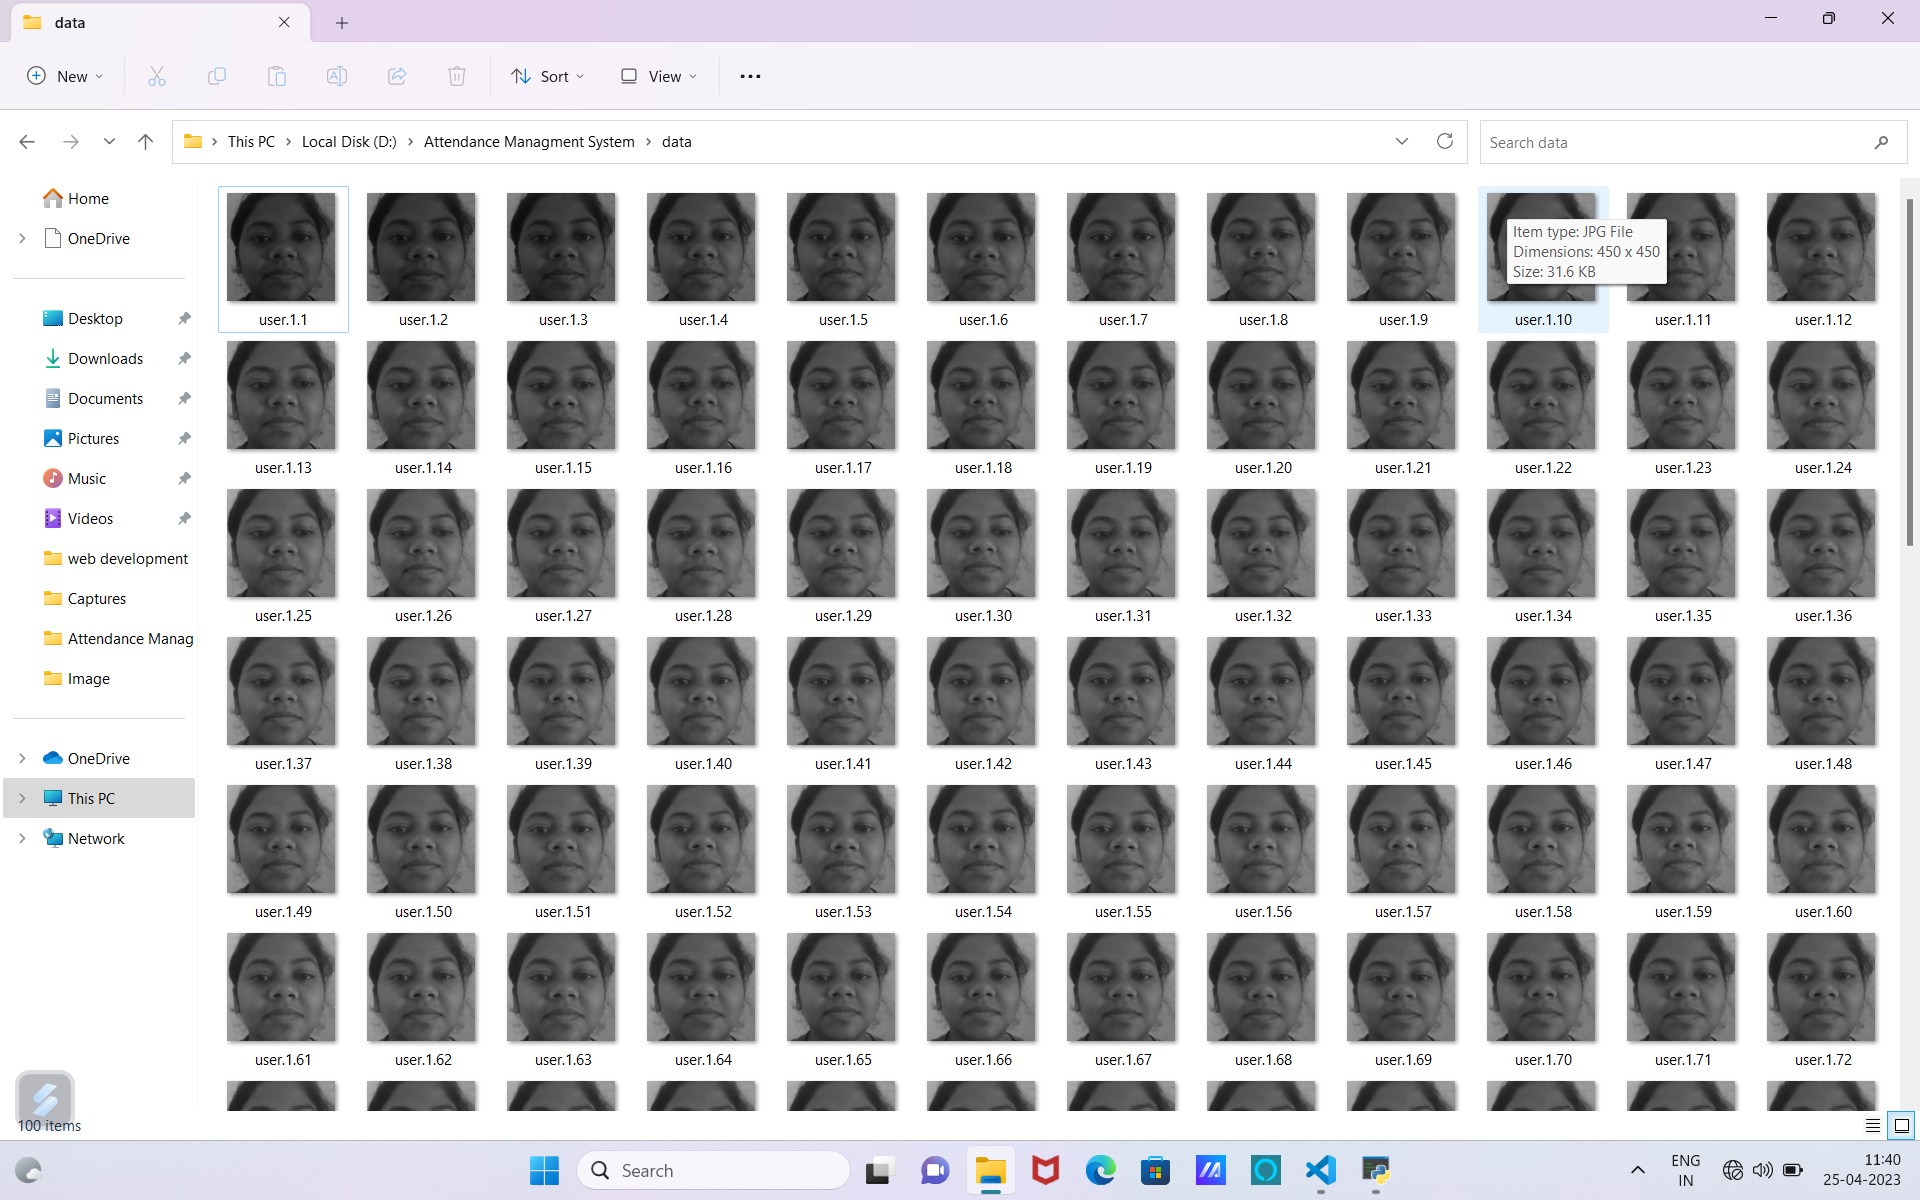 data
New
Sort
View
This PC
Local Disk (D:)
Attendance Managment System
data
Search data
Home
OneDrive
Desktop
Downloads
Documents
Pictures
Music
Videos
web development
Captures
Attendance Manag
Image
OneDrive
This PC
Network
Item type: JPG File
Dimensions: 450 x 450
Size: 31.6 KB
user.1.1 user.1.2 user.1.3 user.1.4 user.1.5 user.1.6 user.1.7 user.1.8 user.1.9 user.1.10 user.1.11 user.1.12
user.1.13 user.1.14 user.1.15 user.1.16 user.1.17 user.1.18 user.1.19 user.1.20 user.1.21 user.1.22 user.1.23 user.1.24
user.1.25 user.1.26 user.1.27 user.1.28 user.1.29 user.1.30 user.1.31 user.1.32 user.1.33 user.1.34 user.1.35 user.1.36
user.1.37 user.1.38 user.1.39 user.1.40 user.1.41 user.1.42 user.1.43 user.1.44 user.1.45 user.1.46 user.1.47 user.1.48
user.1.49 user.1.50 user.1.51 user.1.52 user.1.53 user.1.54 user.1.55 user.1.56 user.1.57 user.1.58 user.1.59 user.1.60
user.1.61 user.1.62 user.1.63 user.1.64 user.1.65 user.1.66 user.1.67 user.1.68 user.1.69 user.1.70 user.1.71 user.1.72
100 items
Search
ENG
IN
11:40
25-04-2023